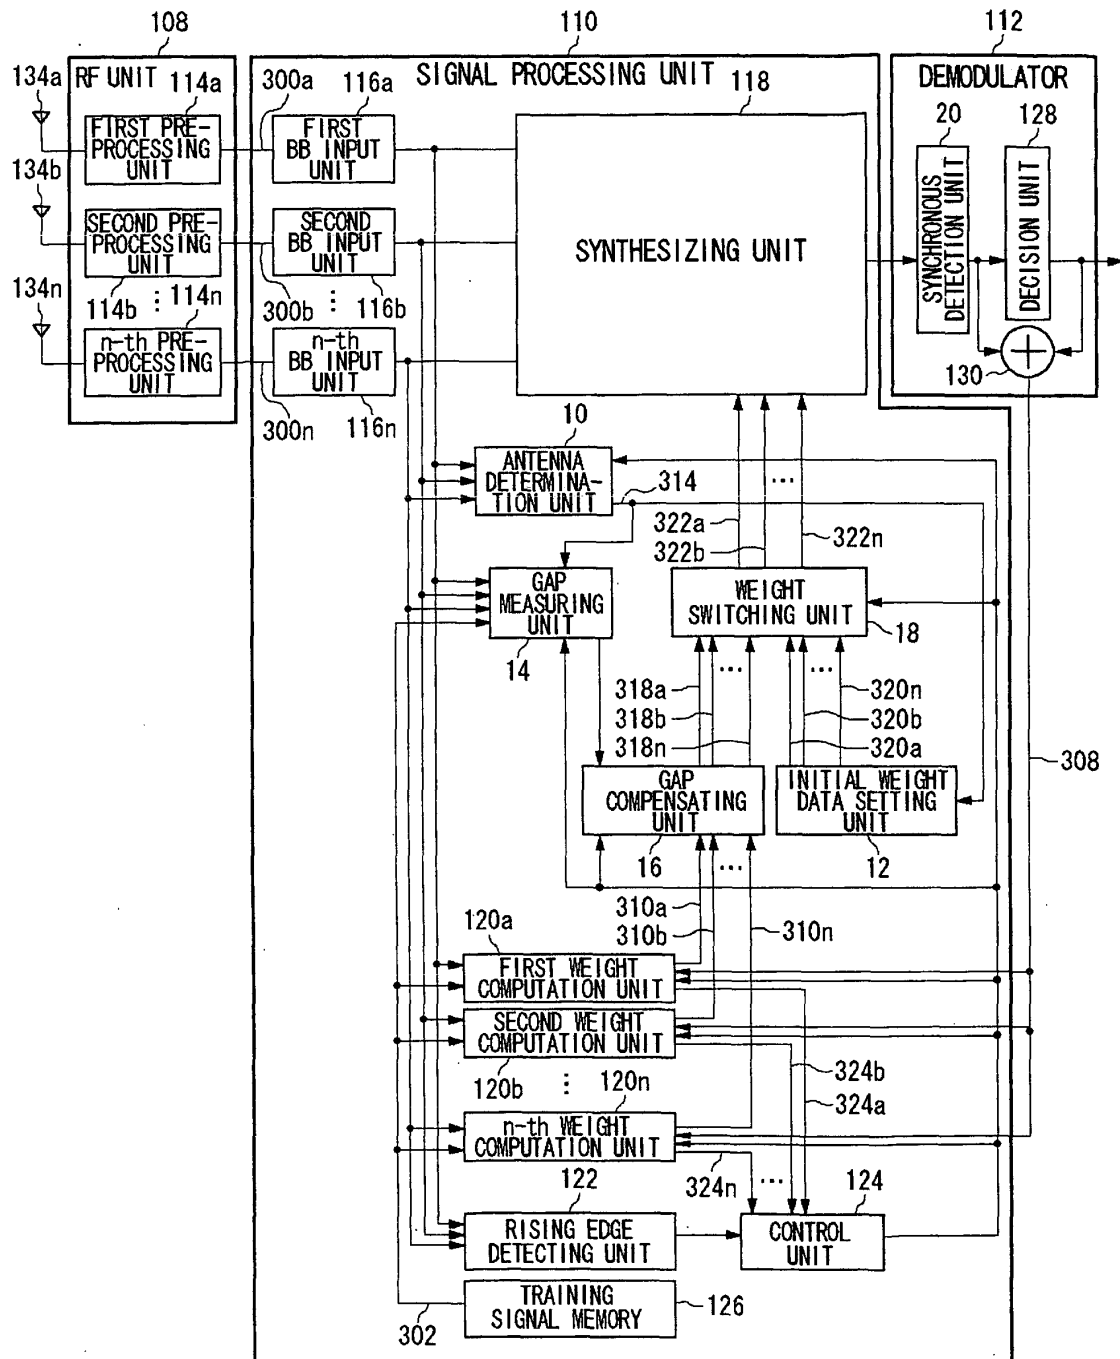 108
110
112
RF UNIT
SIGNAL PROCESSING UNIT
DEMODULATOR
134a
114a
300a
116a
118
20
128
FIRST PRE-
PROCESSING
UNIT
FIRST
BB INPUT
UNIT
134b
SECOND PRE-
PROCESSING
UNIT
SECOND
BB INPUT
UNIT
SYNTHESIZING UNIT
SYNCHRONOUS
DETECTION UNIT
DECISION UNIT
134n
114b
114n
300b
116b
n-th PRE-
PROCESSING
UNIT
n-th
BB INPUT
UNIT
130
300n
116n
10
ANTENNA
DETERMINA-
TION UNIT
314
322a
322b
322n
GAP
MEASURING
UNIT
WEIGHT
SWITCHING UNIT
14
18
318a
318b
318n
320n
320b
320a
308
GAP
COMPENSATING
UNIT
INITIAL WEIGHT
DATA SETTING
UNIT
16
12
310a
310b
310n
120a
FIRST WEIGHT
COMPUTATION UNIT
SECOND WEIGHT
COMPUTATION UNIT
120b
120n
324b
324a
n-th WEIGHT
COMPUTATION UNIT
324n
122
124
RISING EDGE
DETECTING UNIT
CONTROL
UNIT
TRAINING
SIGNAL MEMORY
126
302